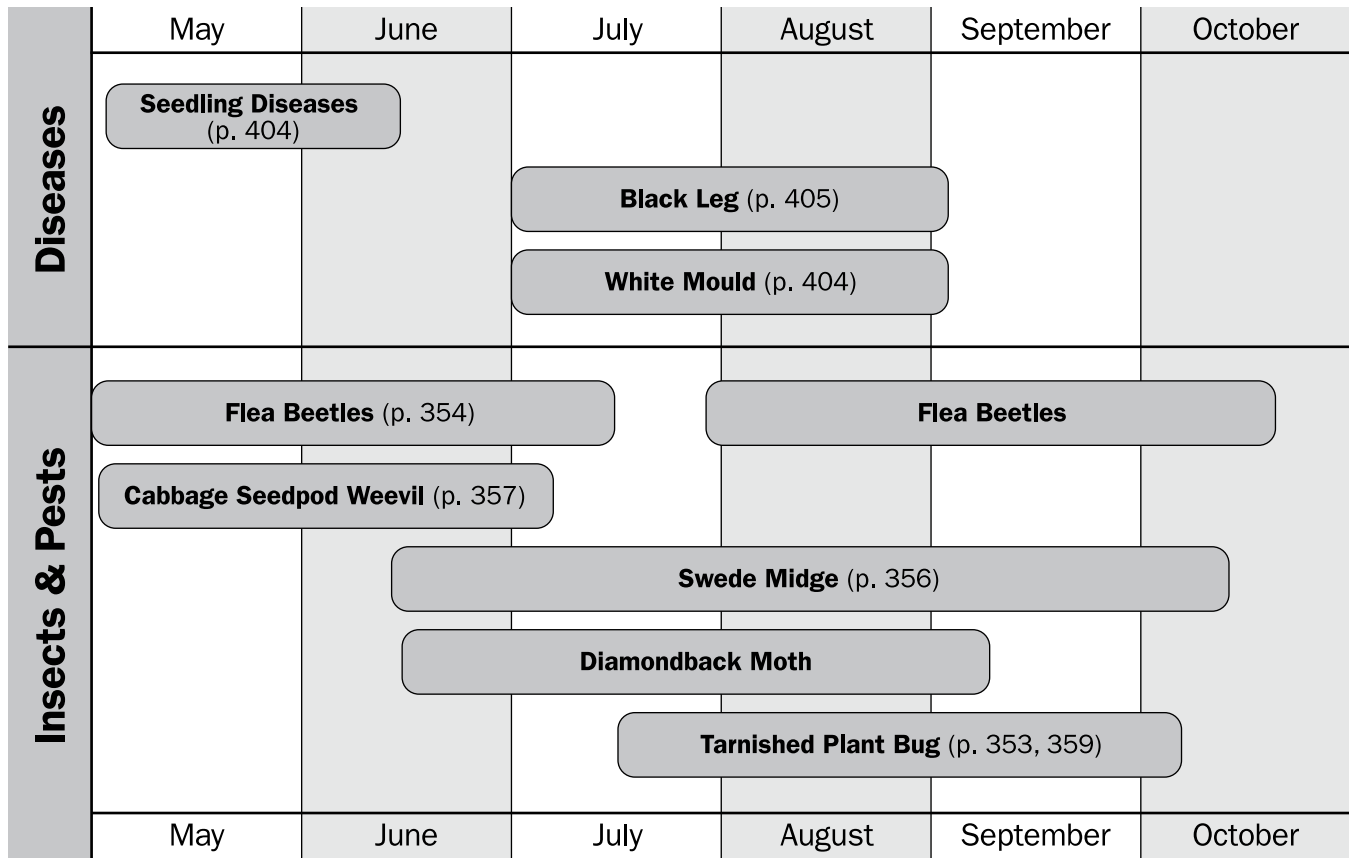 May June July August September October
Diseases
Seedling Diseases
(p. 404)
Black Leg (p. 405)
White Mould (p. 404)
Insects & Pests
Flea Beetles (p. 354) Flea Beetles
Cabbage Seedpod Weevil (p. 357)
Swede Midge (p. 356)
Diamondback Moth
Tarnished Plant Bug (p. 353, 359)
May June July August September October